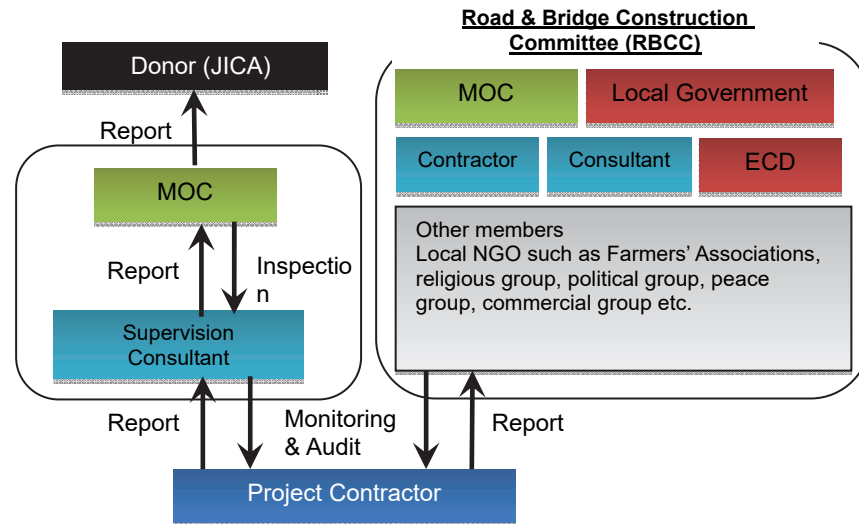 Road & Bridge Construction
Committee (RBCC)
Donor (JICA)
Report
MOC
Report
Inspectio
n
Supervision
Consultant
Report
Monitoring
& Audit
MOC
Local Government
Contractor
Consultant
ECD
Other members
Local NGO such as Farmers’ Associations,
religious group, political group, peace
group, commercial group etc.
Report
Project Contractor